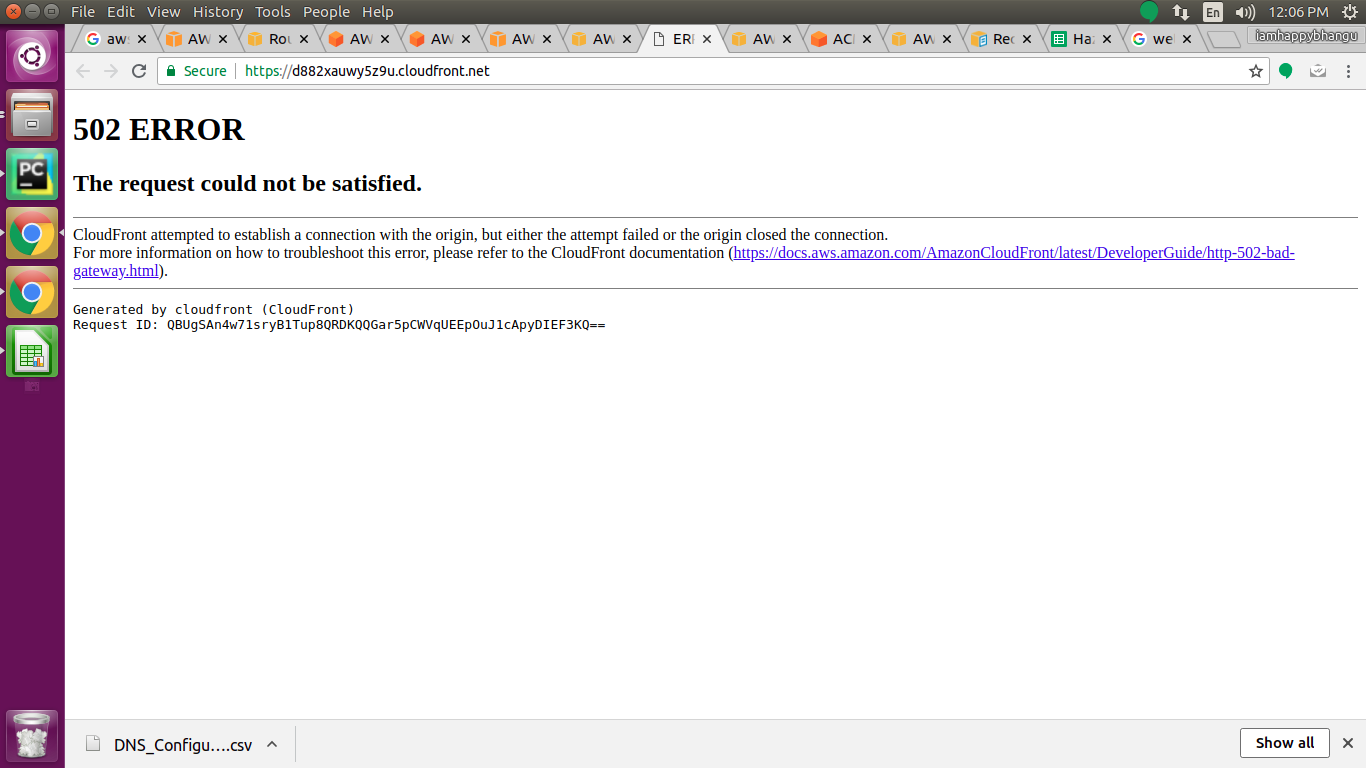 File Edit View History Tools People Help
En 12:06 PM
aws AW Rou AW AW AW AW ERR AW ACM AW Rec Haz we iamhappybhangu
Secure https://d882xauwy5z9u.cloudfront.net
502 ERROR
The request could not be satisfied.
CloudFront attempted to establish a connection with the origin, but either the attempt failed or the origin closed the connection.
For more information on how to troubleshoot this error, please refer to the CloudFront documentation (https://docs.aws.amazon.com/AmazonCloudFront/latest/DeveloperGuide/http-502-bad-
gateway.html).
Generated by cloudfront (CloudFront)
Request ID: QBUgSAn4w71sryB1Tup8QRDKQQGar5pCWVqUEEpOuJ1cApyDIEF3KQ==
PC
DNS_Configu....csv
Show all